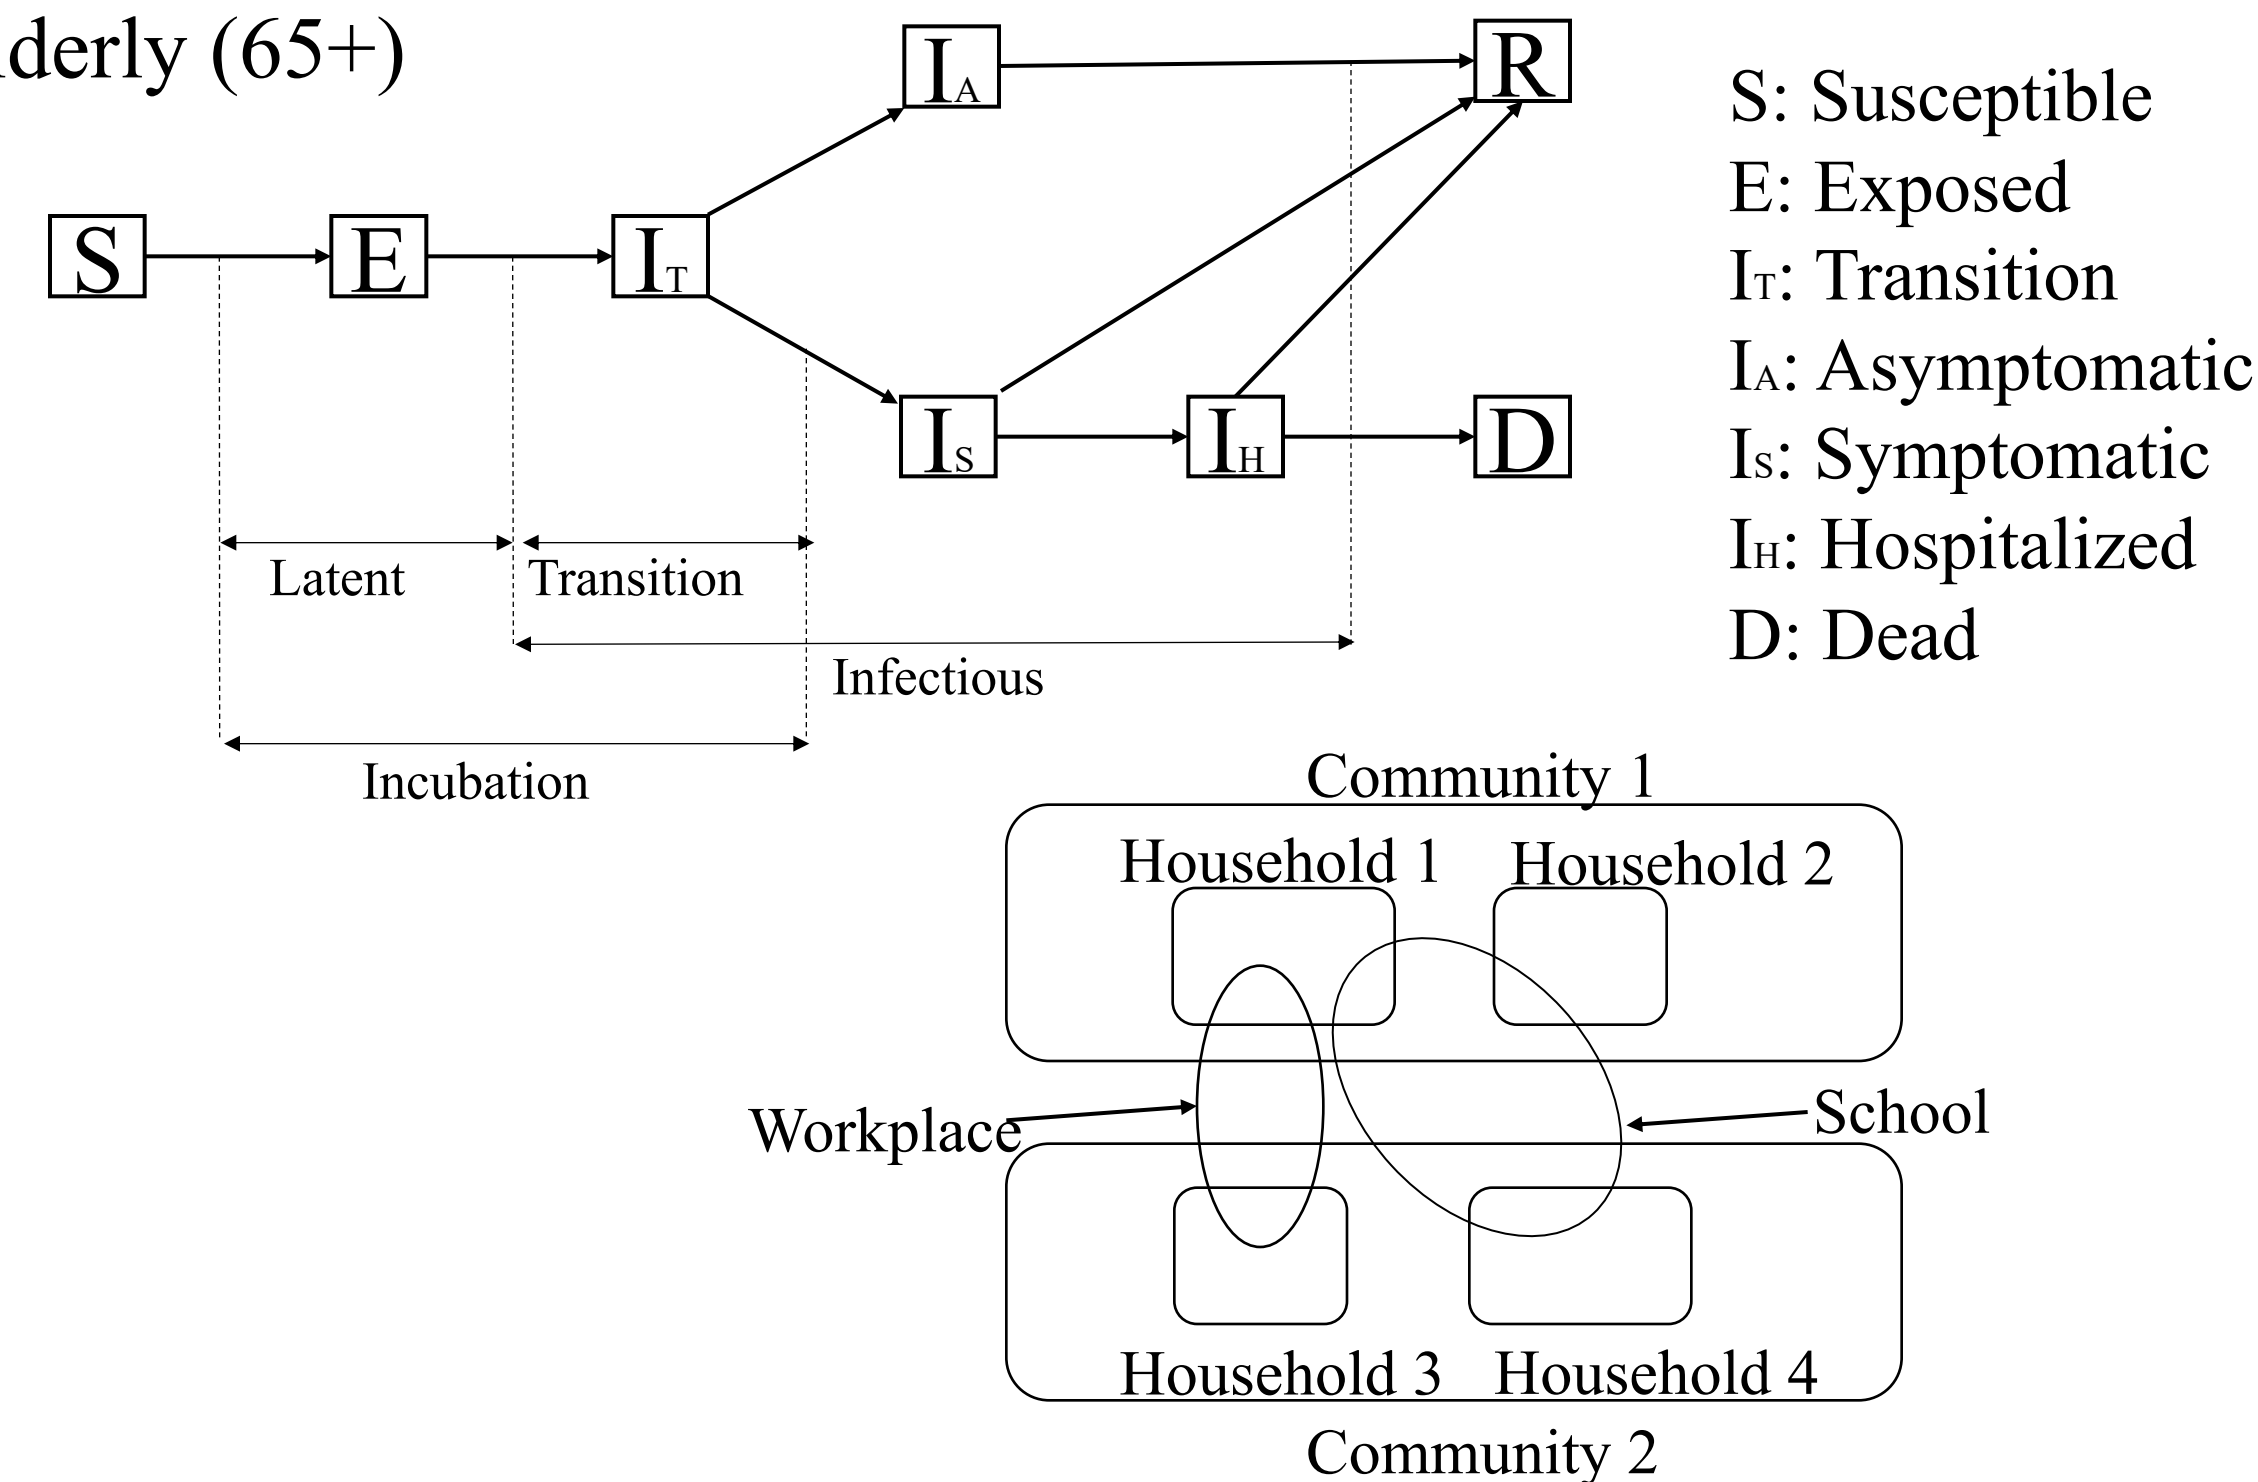 lderly (65+)
IA
R
S
E
IT
IS
IH
D
S: Susceptible
E: Exposed
IT: Transition
IA: Asymptomatic
IS: Symptomatic
IH: Hospitalized
D: Dead
Latent
Transition
Infectious
Incubation
Community 1
Household 1
Household 2
Workplace
School
Household 3
Household 4
Community 2